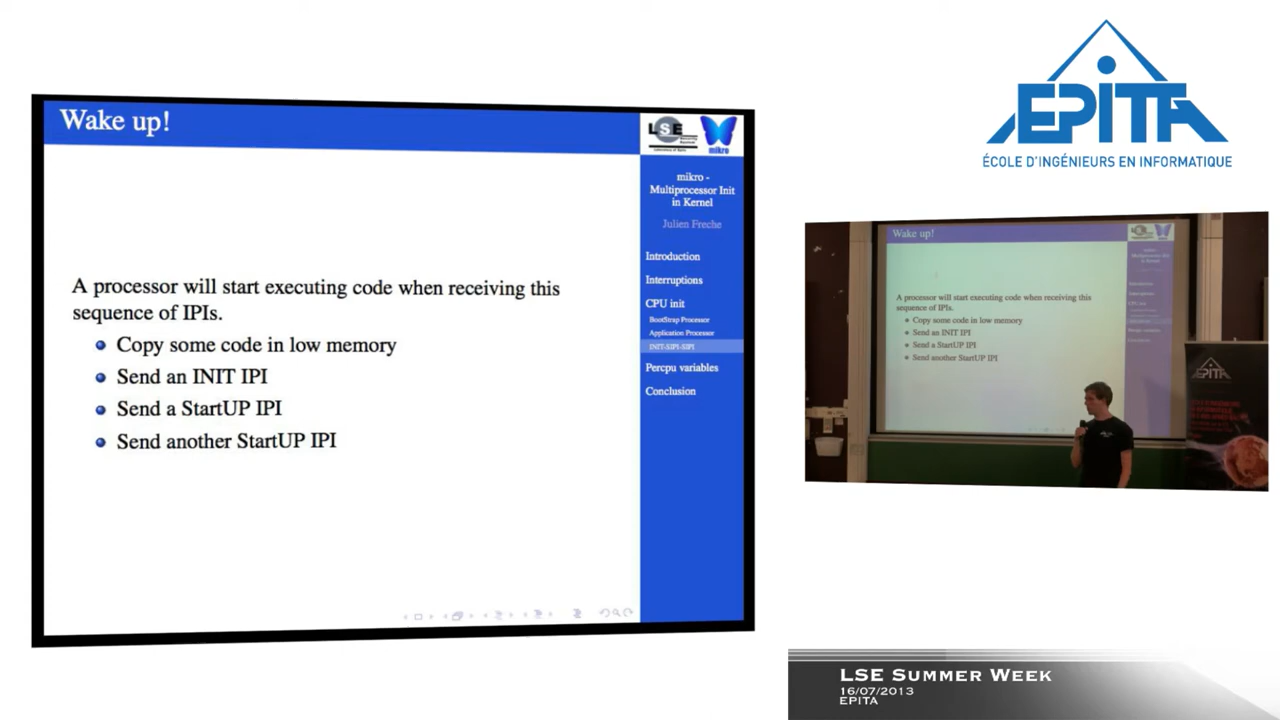 Wake up!
LSE
mikro
mikro -
Multiprocessor Init
in Kernel
Julien Freche
Introduction
Interruptions
CPU init
BootStrap Processor
Application Processor
INIT-SIPI-SIPI
Percpu variables
Conclusion
A processor will start executing code when receiving this
sequence of IPIs.
Copy some code in low memory
Send an INIT IPI
Send a StartUP IPI
Send another StartUP IPI
EPITA
ÉCOLE D'INGÉNIEURS EN INFORMATIQUE
Wake up!
A processor will start executing code when receiving this
sequence of IPIs.
Copy some code in low memory
Send an INIT IPI
Send a StartUP IPI
Send another StartUP IPI
EPITA
LSE Summer Week
16/07/2013
EPITA